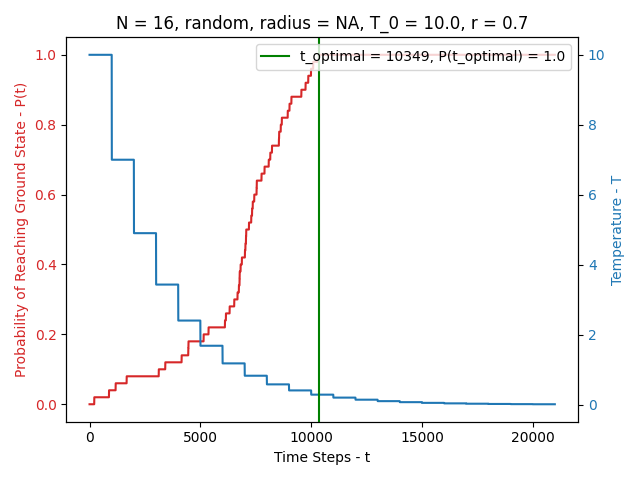 N = 16, random, radius = NA, T_0 = 10.0, r = 0.7
t_optimal = 10349, P(t_optimal) = 1.0
Probability of Reaching Ground State - P(t)
1.0
0.8
0.6
0.4
0.2
0.0
10
8
6
4
2
0
Temperature - T
0 5000 10000 15000 20000
Time Steps - t